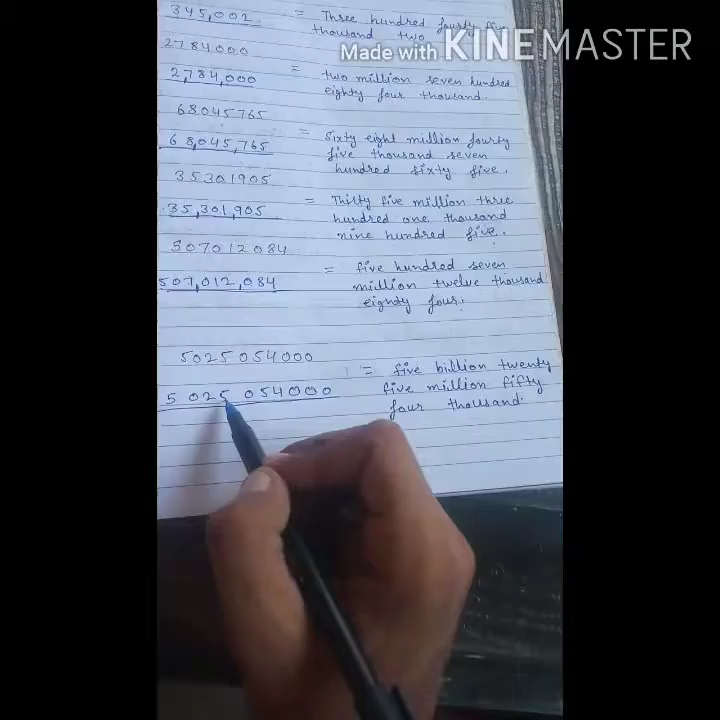 345,002 = Three hundred fourty five
thousand two
Made with KINEMASTER
2784000
2,784,000 = two million seven hundred
eighty four thousand.
68045765
68,045,765 = Sixty eight million fourty
five thousand seven
hundred sixty five.
35301905
35,301,905 = Thilty five million three
hundred one thousand
nine hundred five.
507012084
507,012,084 = five hundred seven
million twelve thousand
eighty four.
5025054000
5 025 054000 = five billion twenty
five million fifty
four thousand.